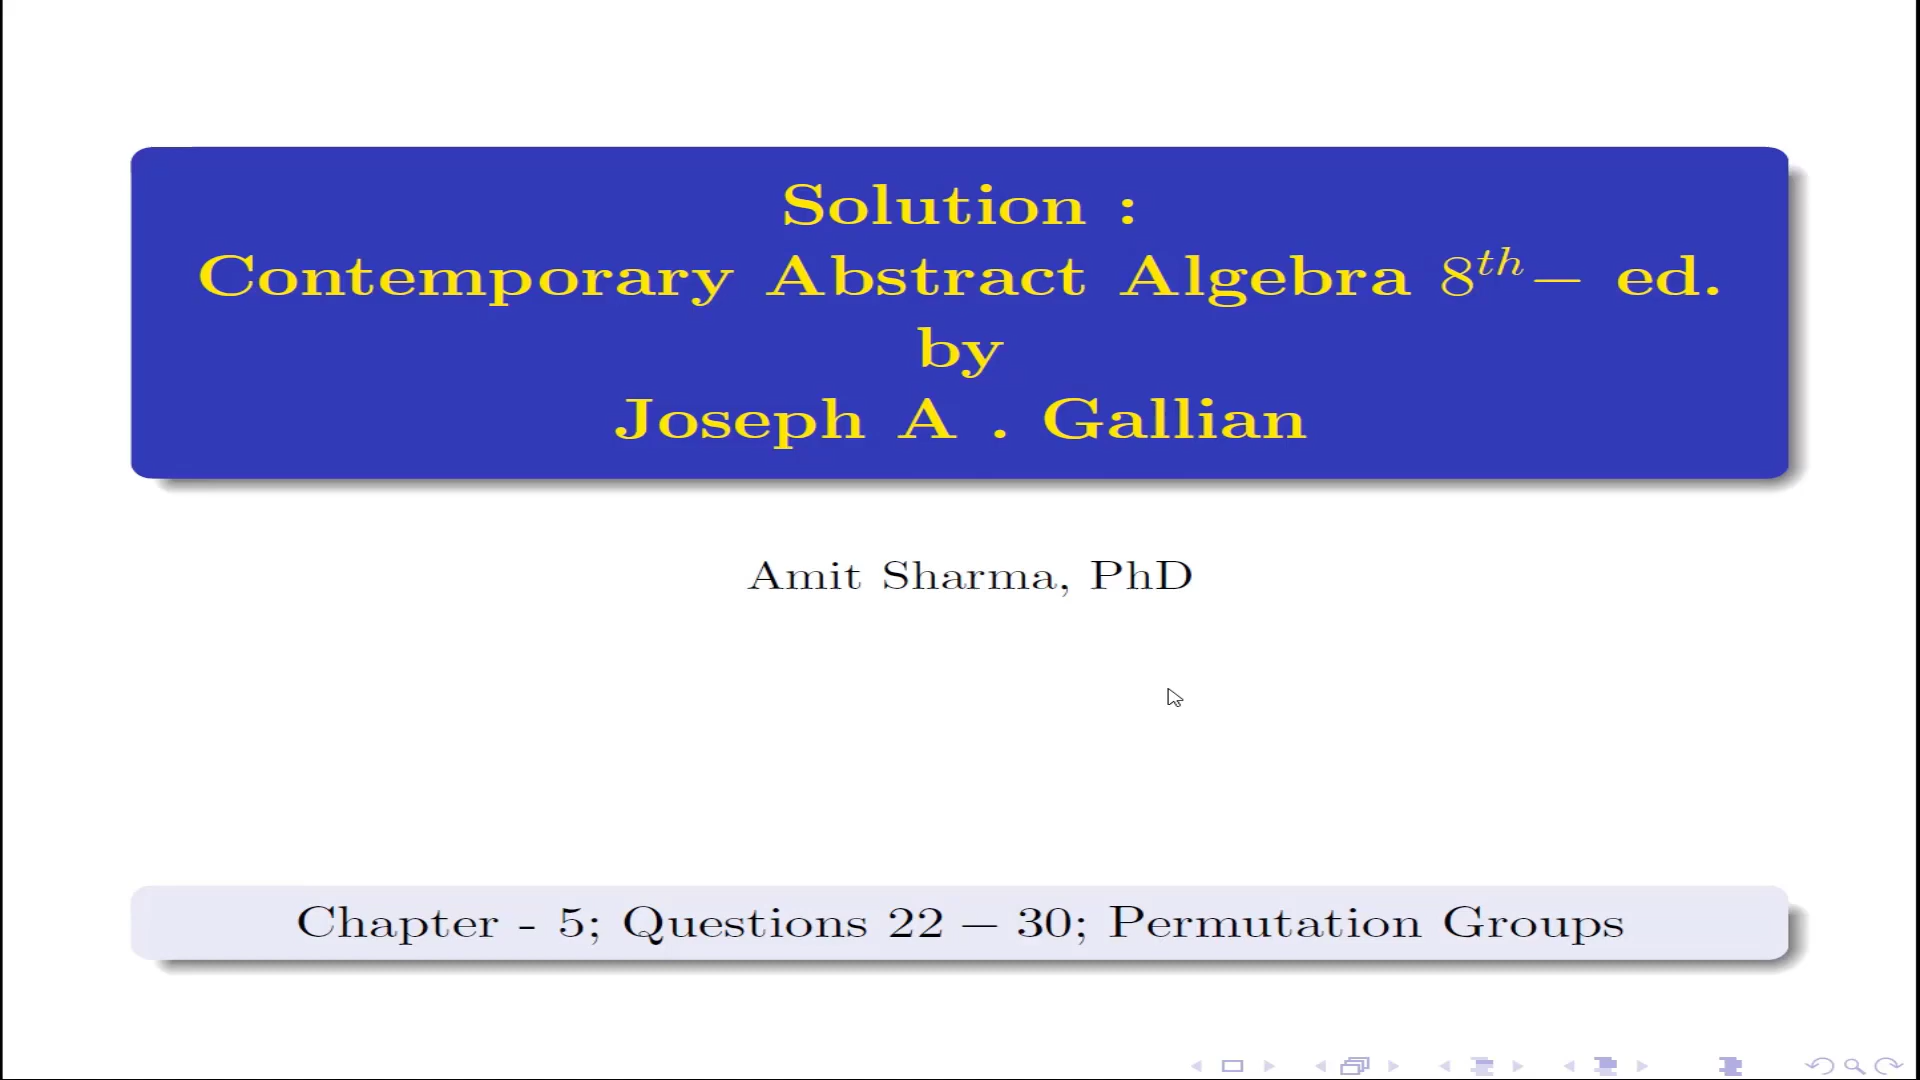 Solution :
Contemporary Abstract Algebra 8th− ed.
by
Joseph A . Gallian
Amit Sharma, PhD
Chapter - 5; Questions 22 − 30; Permutation Groups